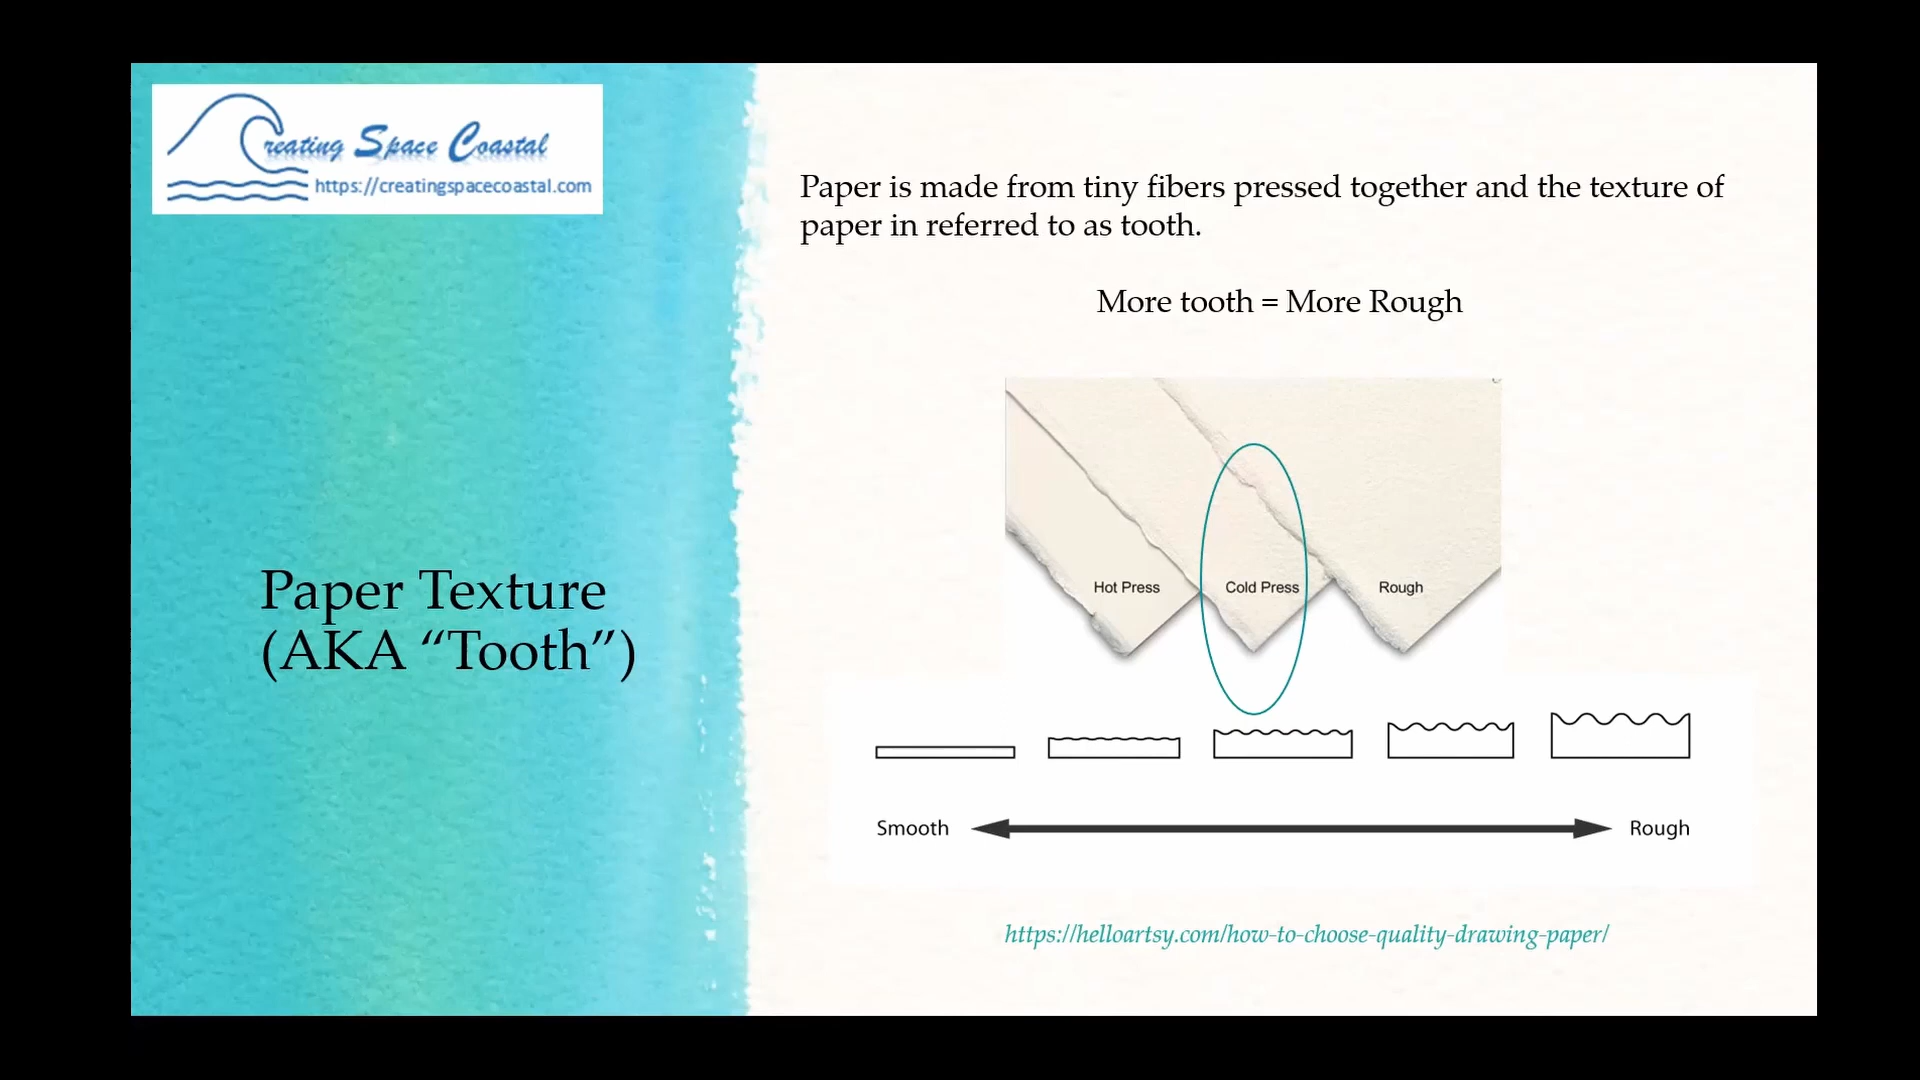 Creating Space Coastal
https://creatingspacecoastal.com
Paper Texture
(AKA “Tooth”)
Paper is made from tiny fibers pressed together and the texture of
paper in referred to as tooth.
More tooth = More Rough
Hot Press
Cold Press
Rough
Smooth
Rough
https://helloartsy.com/how-to-choose-quality-drawing-paper/